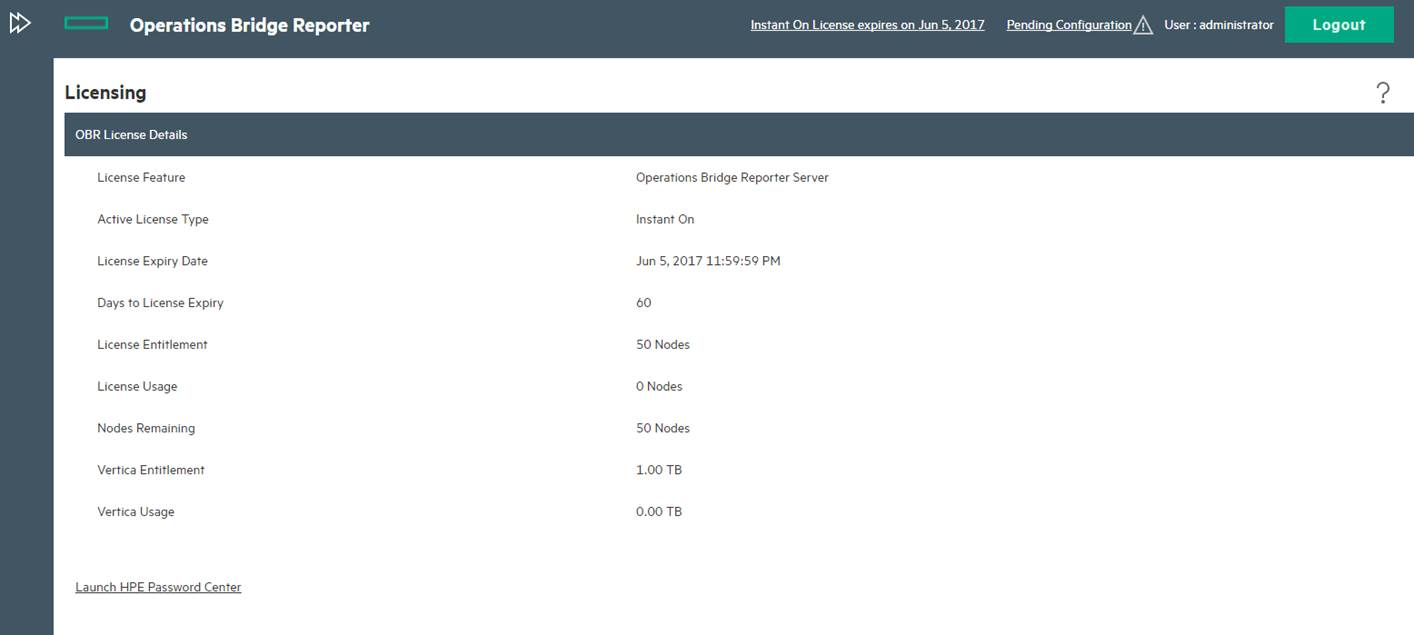 Operations Bridge Reporter Instant On License expires on Jun 5, 2017 Pending Configuration User : administrator Logout
Licensing ?
OBR License Details
License Feature Operations Bridge Reporter Server
Active License Type Instant On
License Expiry Date Jun 5, 2017 11:59:59 PM
Days to License Expiry 60
License Entitlement 50 Nodes
License Usage 0 Nodes
Nodes Remaining 50 Nodes
Vertica Entitlement 1.00 TB
Vertica Usage 0.00 TB
Launch HPE Password Center